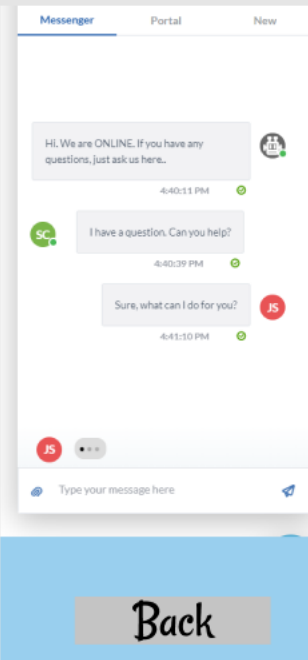 Messenger Portal New
Hi. We are ONLINE. If you have any
questions, just ask us here..
4:40:11 PM
SC
I have a question. Can you help?
4:40:39 PM
Sure, what can I do for you?
JS
4:41:10 PM
JS
Type your message here
Back